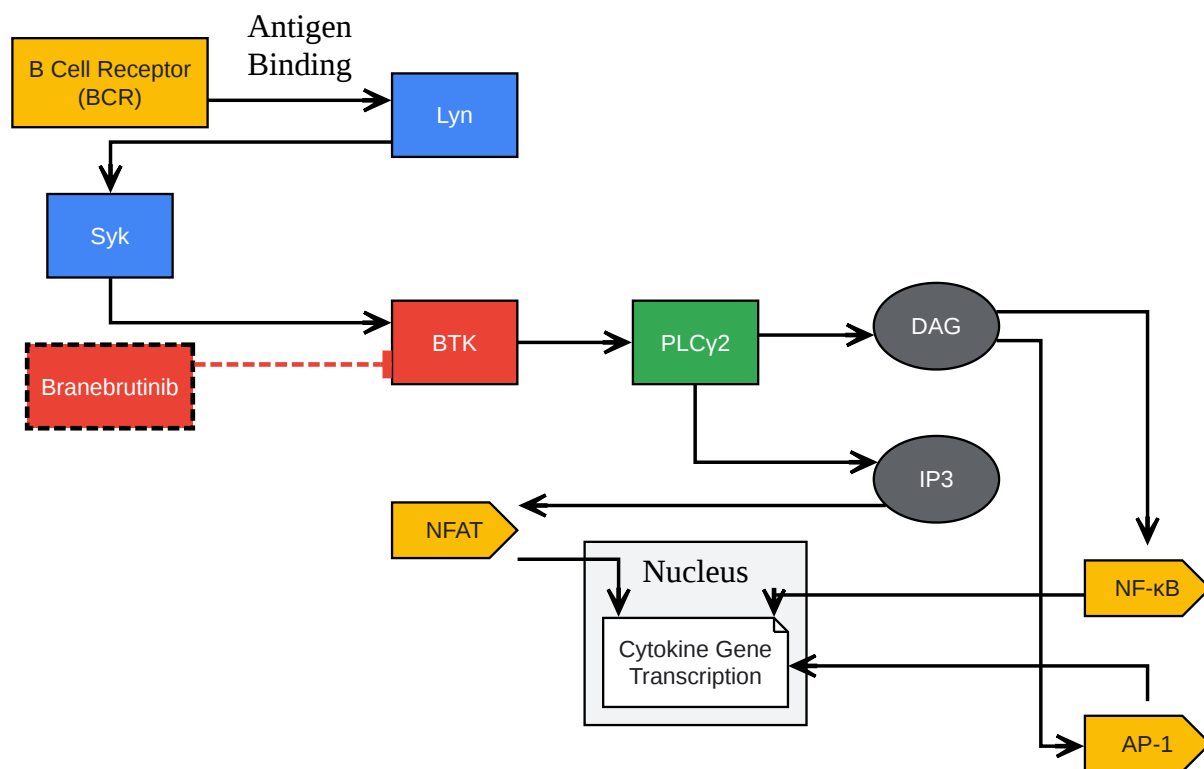 Antigen
Binding
B Cell Receptor
(BCR)
Lyn
Syk
BTK
PLCγ2
DAG
Branebrutinib
IP3
NFAT
Nucleus
NF-κB
Cytokine Gene
Transcription
AP-1